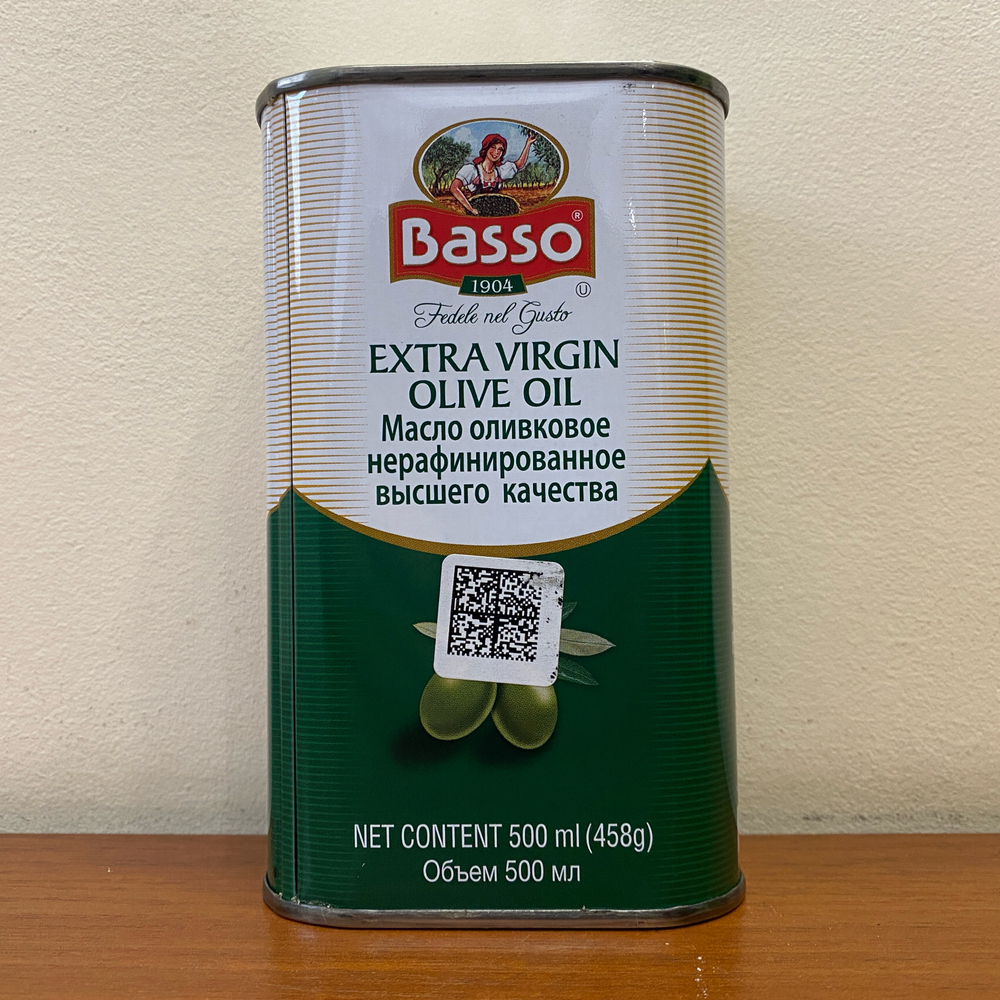 Basso®
1904
Ⓤ
Fedele nel Gusto
EXTRA VIRGIN
OLIVE OIL
Масло оливковое
нерафинированное
высшего качества
NET CONTENT 500 ml (458g)
Объем 500 мл